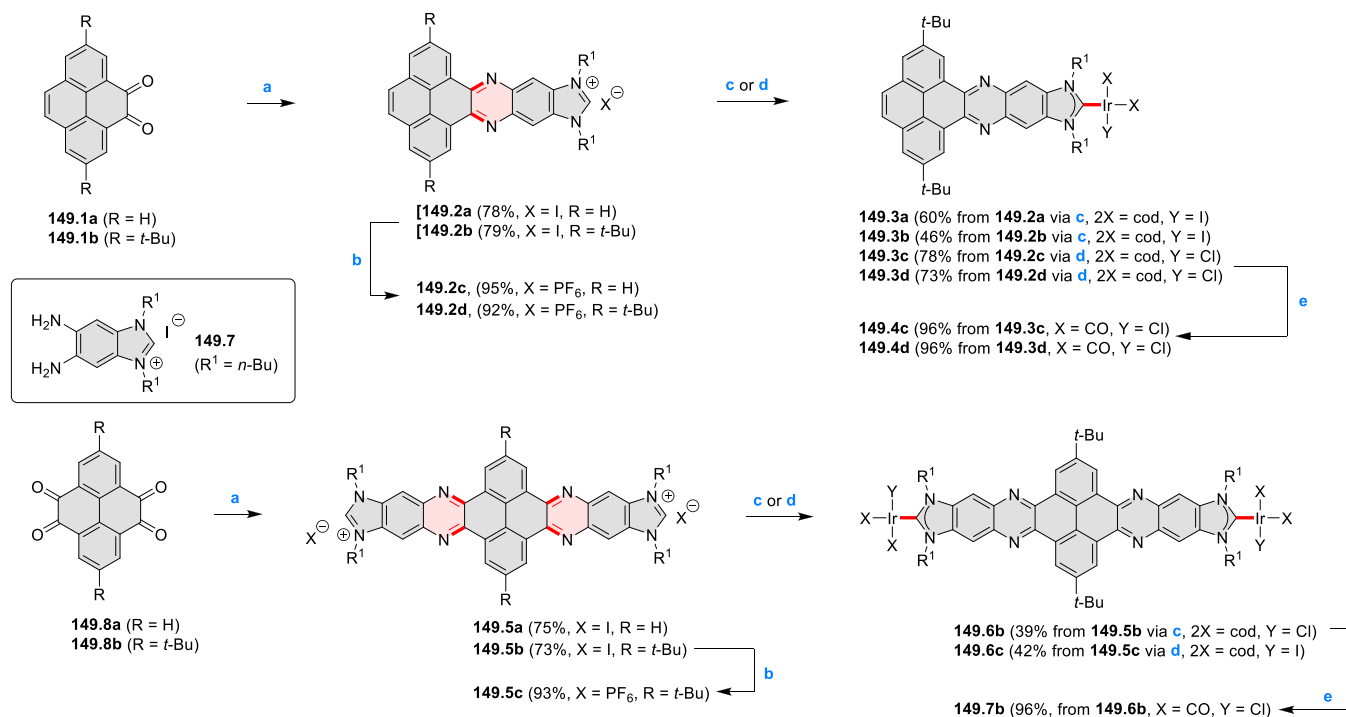 R
O
O
R
149.1a (R = H)
149.1b (R = t-Bu)
a
R
R¹
N
N
⊕
X ⊖
N
N
R¹
R
[149.2a (78%, X = I, R = H)
[149.2b (79%, X = I, R = t-Bu)
b
149.2c, (95%, X = PF₆, R = H)
149.2d, (92%, X = PF₆, R = t-Bu)
c or d
t-Bu
R¹
N
N
X
Ir
X
Y
N
N
R¹
t-Bu
149.3a (60% from 149.2a via c, 2X = cod, Y = I)
149.3b (46% from 149.2b via c, 2X = cod, Y = I)
149.3c (78% from 149.2c via d, 2X = cod, Y = Cl)
149.3d (73% from 149.2d via d, 2X = cod, Y = Cl)
e
149.4c (96% from 149.3c, X = CO, Y = Cl)
149.4d (96% from 149.3d, X = CO, Y = Cl)
R¹
H₂N
N
I ⊖
149.7
H₂N
N
⊕
R¹
(R¹ = n-Bu)
R
O
O
O
O
R
149.8a (R = H)
149.8b (R = t-Bu)
a
R
R¹
R¹
N
N
N
N
⊕
X ⊖
X ⊖
⊕
N
N
N
N
R¹
R¹
R
149.5a (75%, X = I, R = H)
149.5b (73%, X = I, R = t-Bu)
b
149.5c (93%, X = PF₆, R = t-Bu)
c or d
t-Bu
R¹
R¹
Y
N
N
N
N
X
X
Ir
Ir
X
X
N
N
N
N
Y
R¹
R¹
t-Bu
149.6b (39% from 149.5b via c, 2X = cod, Y = Cl)
149.6c (42% from 149.5c via d, 2X = cod, Y = I)
e
149.7b (96%, from 149.6b, X = CO, Y = Cl)